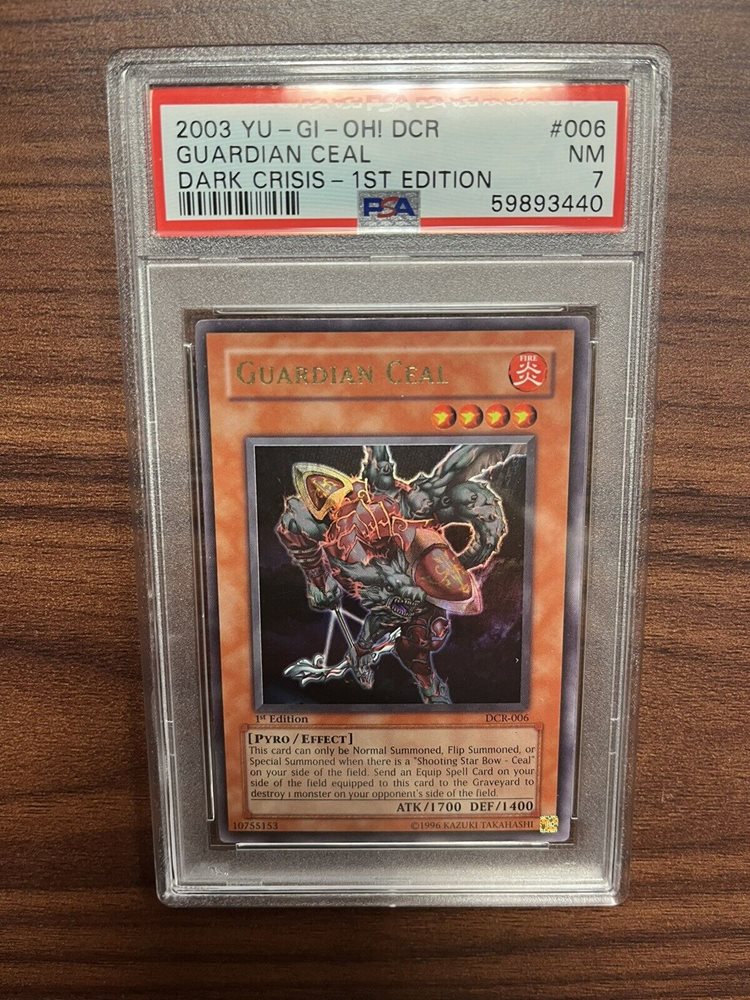 2003 YU-GI-OH! DCR #006
GUARDIAN CEAL NM
DARK CRISIS-1ST EDITION 7
PSA 59893440
GUARDIAN CEAL
FIRE
炎
1st Edition DCR-006
[PYRO/EFFECT]
This card can only be Normal Summoned, Flip Summoned, or
Special Summoned when there is a "Shooting Star Bow - Ceal"
on your side of the field. Send an Equip Spell Card on your
side of the field equipped to this card to the Graveyard to
destroy 1 monster on your opponent's side of the field.
ATK/1700 DEF/1400
10755153 ©1996 KAZUKI TAKAHASHI